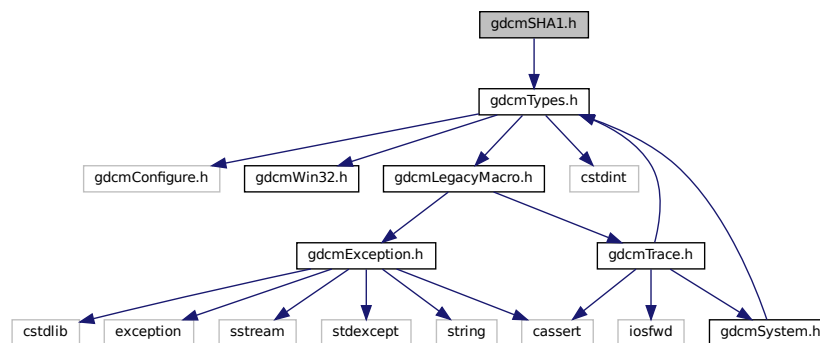 gdcmSHA1.h
gdcmTypes.h
gdcmConfigure.h
gdcmWin32.h
gdcmLegacyMacro.h
cstdint
gdcmException.h
gdcmTrace.h
cstdlib
exception
sstream
stdexcept
string
cassert
iosfwd
gdcmSystem.h